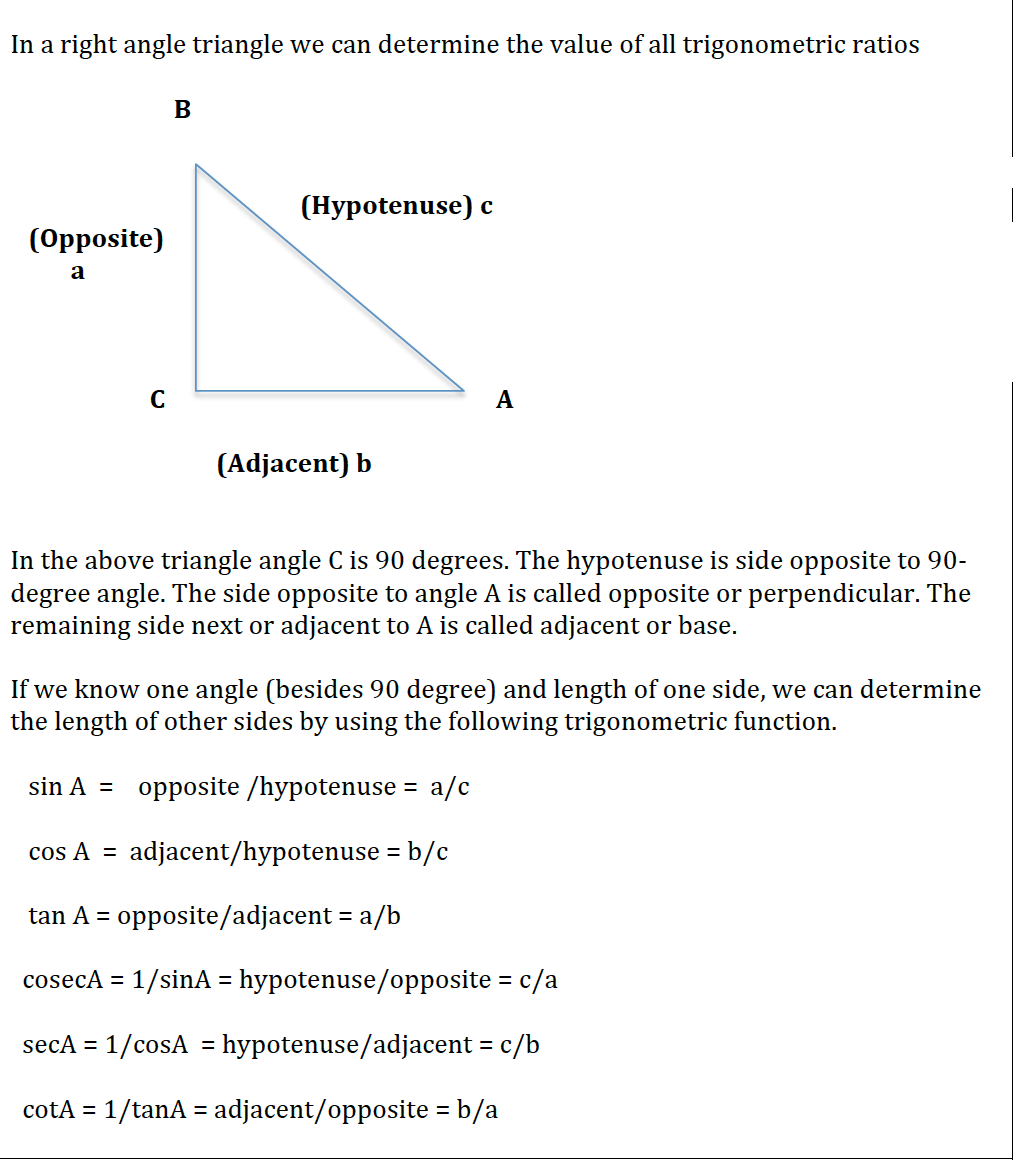 In a right angle triangle we can determine the value of all trigonometric ratios
B
(Hypotenuse) c
(Opposite)
a
C
A
(Adjacent) b
In the above triangle angle C is 90 degrees. The hypotenuse is side opposite to 90-
degree angle. The side opposite to angle A is called opposite or perpendicular. The
remaining side next or adjacent to A is called adjacent or base.
If we know one angle (besides 90 degree) and length of one side, we can determine
the length of other sides by using the following trigonometric function.
sin A = opposite /hypotenuse = a/c
cos A = adjacent/hypotenuse = b/c
tan A = opposite/adjacent = a/b
cosecA = 1/sinA = hypotenuse/opposite = c/a
secA = 1/cosA = hypotenuse/adjacent = c/b
cotA = 1/tanA = adjacent/opposite = b/a